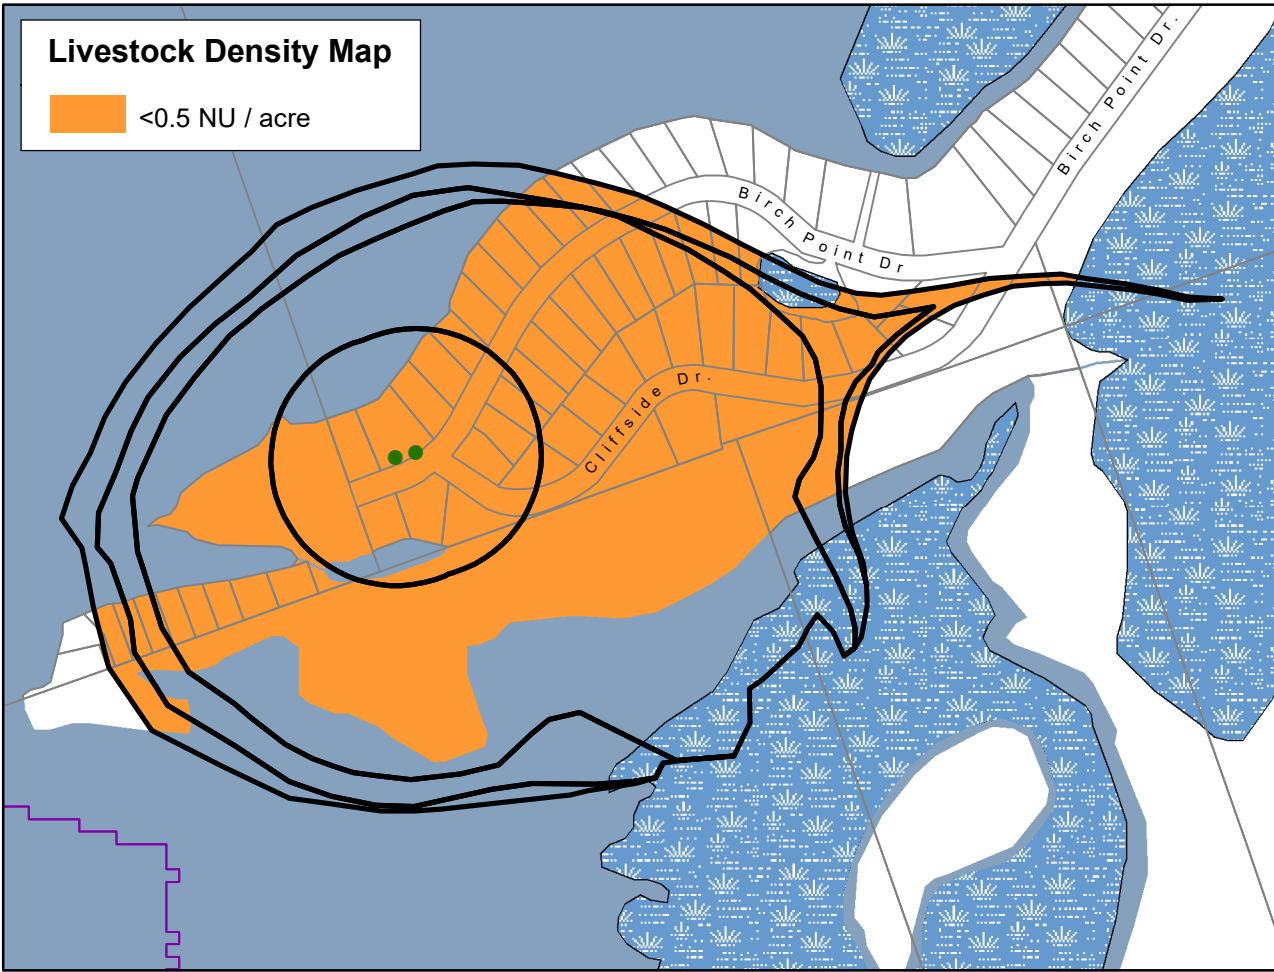 Livestock Density Map
<0.5 NU / acre
Birch Point Dr.
Birch Point Dr
Cliffside Dr.